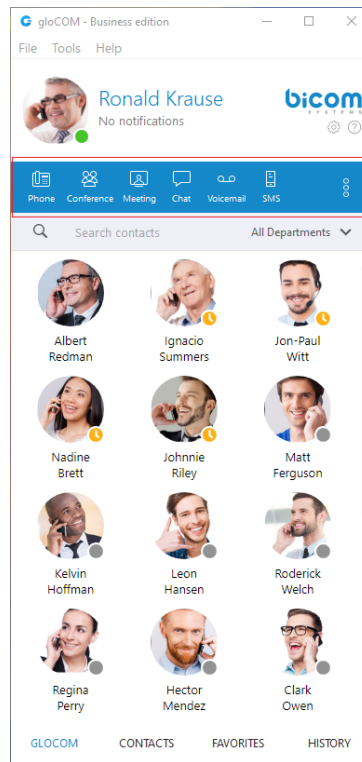 gloCOM - Business edition
File Tools Help
Ronald Krause
No notifications
bicom
SYSTEMS
Phone Conference Meeting Chat Voicemail SMS
Search contacts All Departments
Albert Redman
Ignacio Summers
Jon-Paul Witt
Nadine Brett
Johnnie Riley
Matt Ferguson
Kelvin Hoffman
Leon Hansen
Roderick Welch
Regina Perry
Hector Mendez
Clark Owen
GLOCOM CONTACTS FAVORITES HISTORY